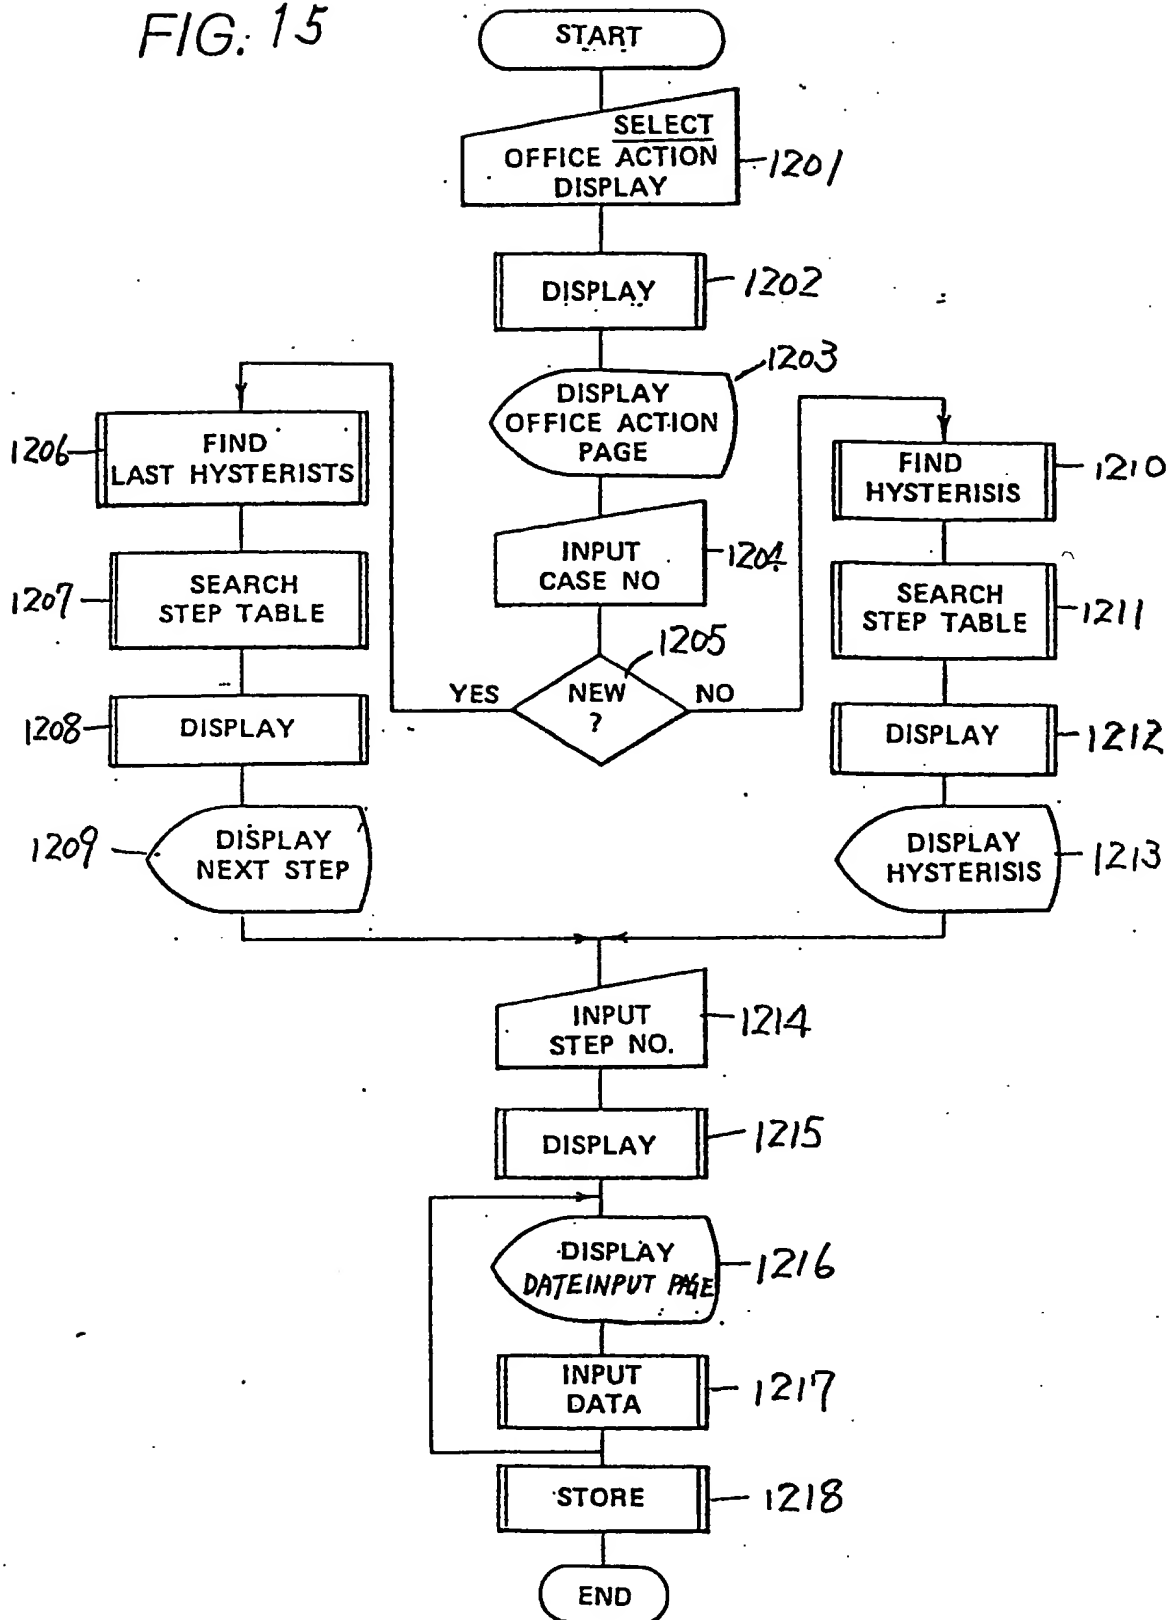 FIG. 15
START
SELECT
OFFICE ACTION
DISPLAY
1201
DISPLAY
1202
DISPLAY
OFFICE ACTION
PAGE
1203
INPUT
CASE NO
1204
NEW
?
1205
YES
NO
1206
FIND
LAST HYSTERISTS
1207
SEARCH
STEP TABLE
1208
DISPLAY
1209
DISPLAY
NEXT STEP
FIND
HYSTERISIS
1210
SEARCH
STEP TABLE
1211
DISPLAY
1212
DISPLAY
HYSTERISIS
1213
INPUT
STEP NO.
1214
DISPLAY
1215
DISPLAY
DATEINPUT PAGE
1216
INPUT
DATA
1217
STORE
1218
END